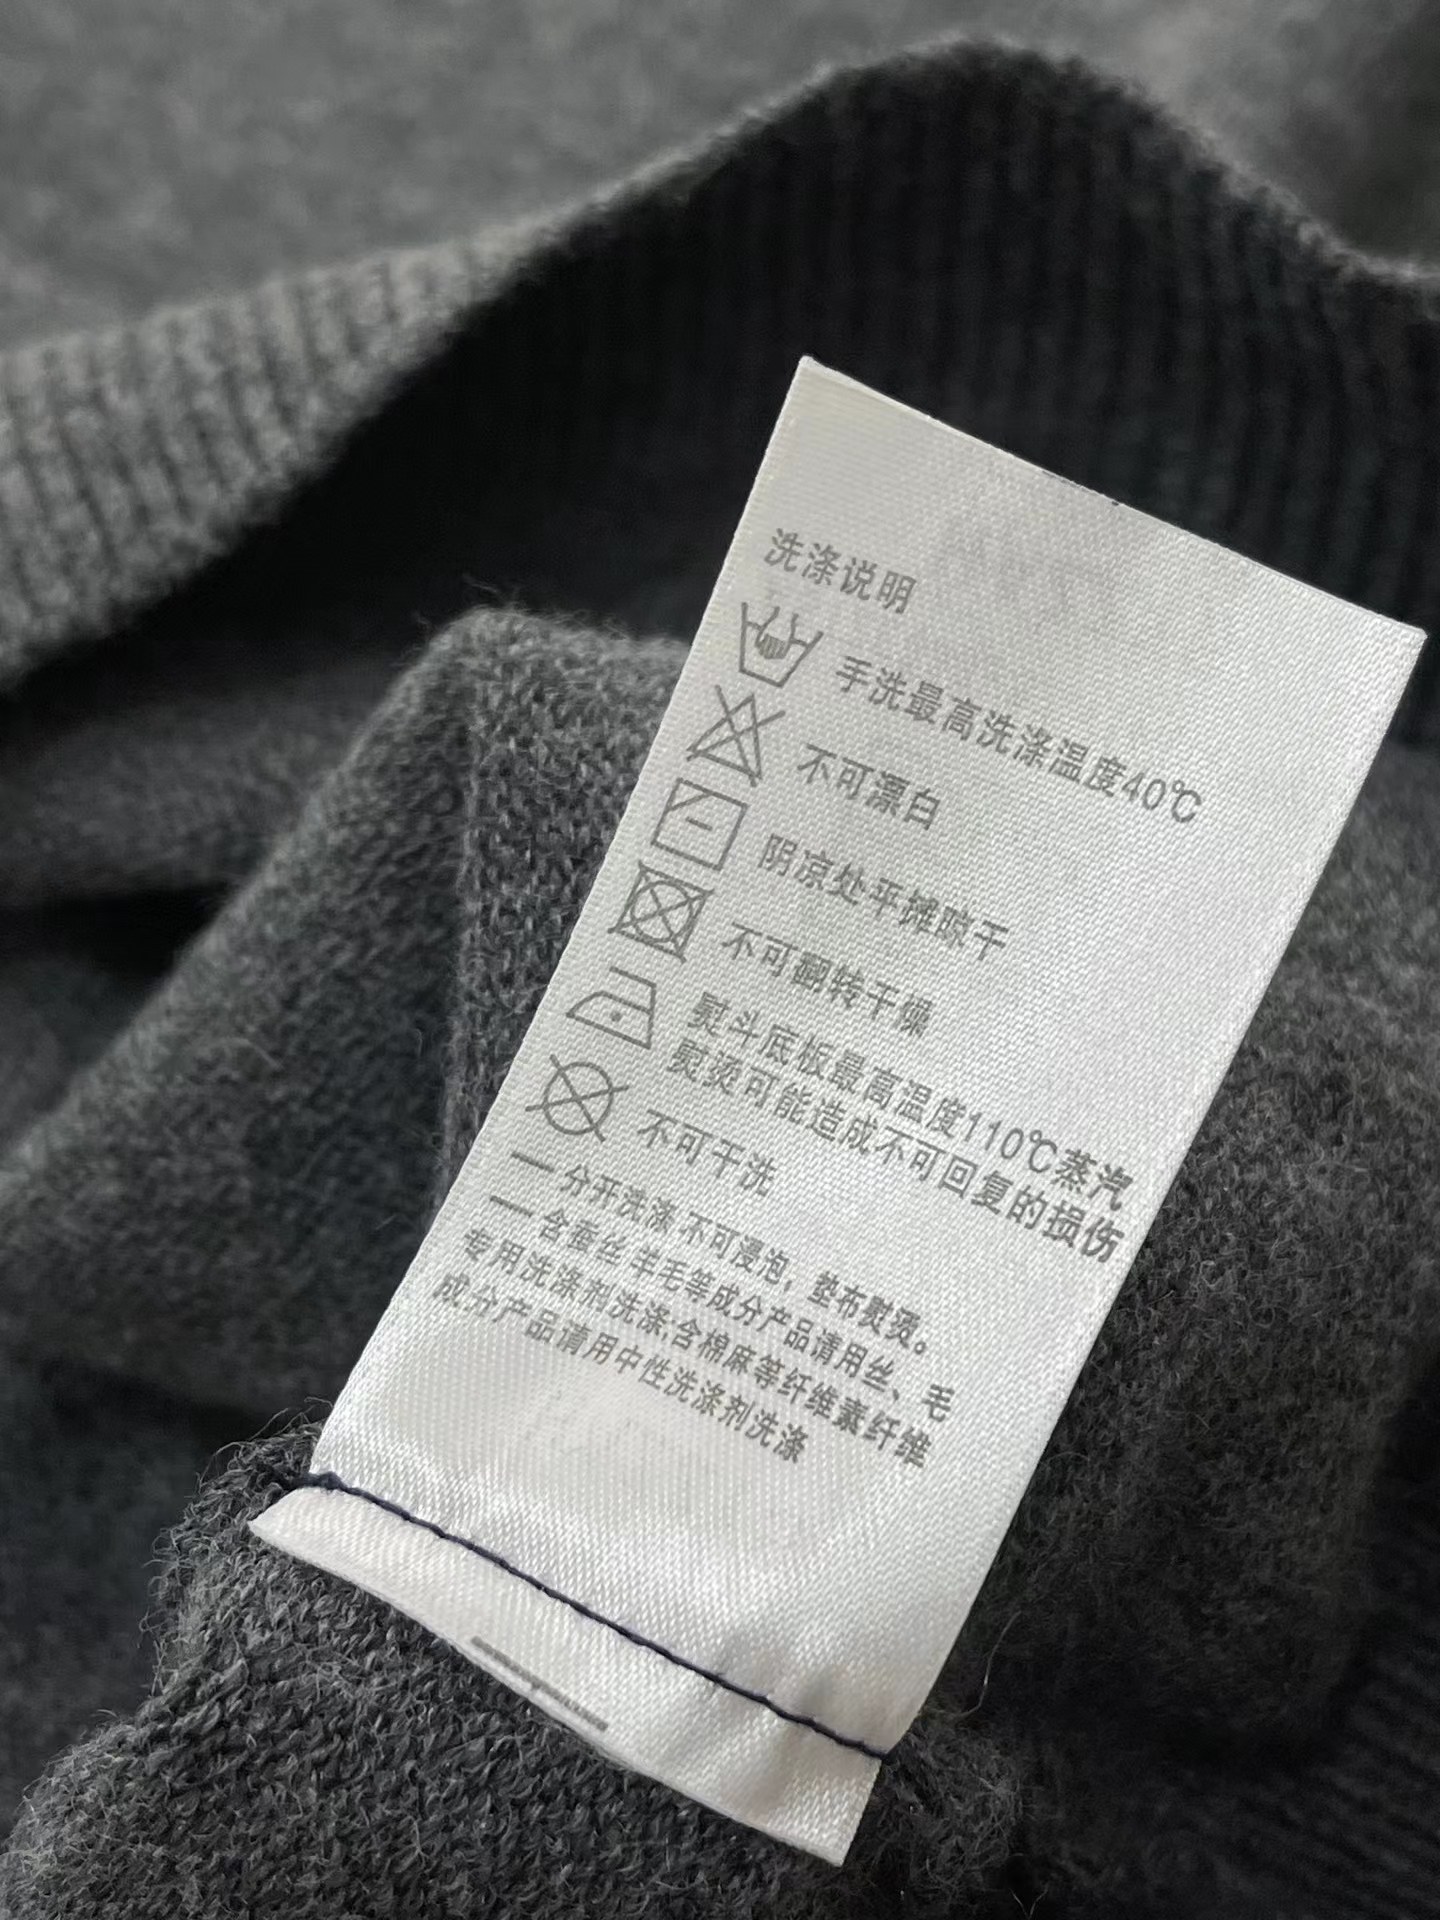 洗涤说明
手洗最高洗涤温度40℃
不可漂白
阴凉处平摊晾干
不可翻转干燥
熨斗底板最高温度110℃蒸汽
熨烫可能造成不可回复的损伤
不可干洗
一分开洗涤 不可浸泡，垫布熨烫。
一含蚕丝 羊毛等成分产品请用丝、毛
专用洗涤剂洗涤;含棉麻等纤维素纤维
成分产品请用中性洗涤剂洗涤